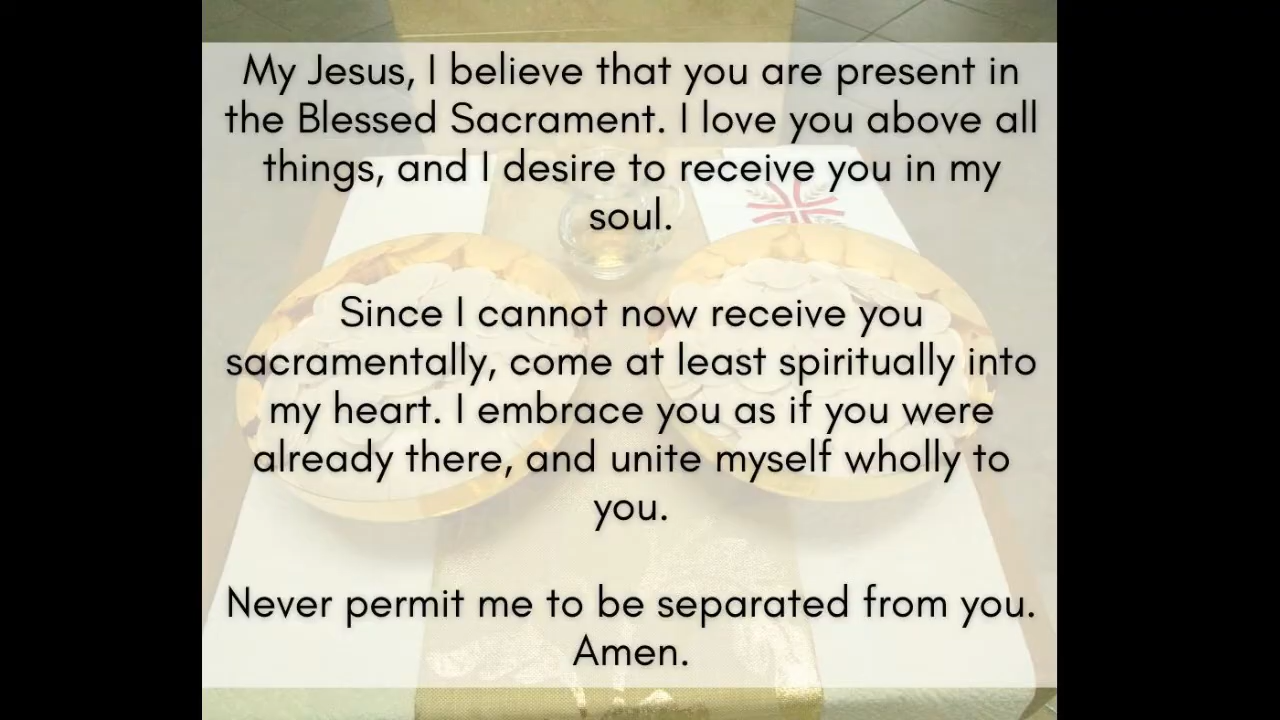 My Jesus, I believe that you are present in
the Blessed Sacrament. I love you above all
things, and I desire to receive you in my
soul.
Since I cannot now receive you
sacramentally, come at least spiritually into
my heart. I embrace you as if you were
already there, and unite myself wholly to
you.
Never permit me to be separated from you.
Amen.